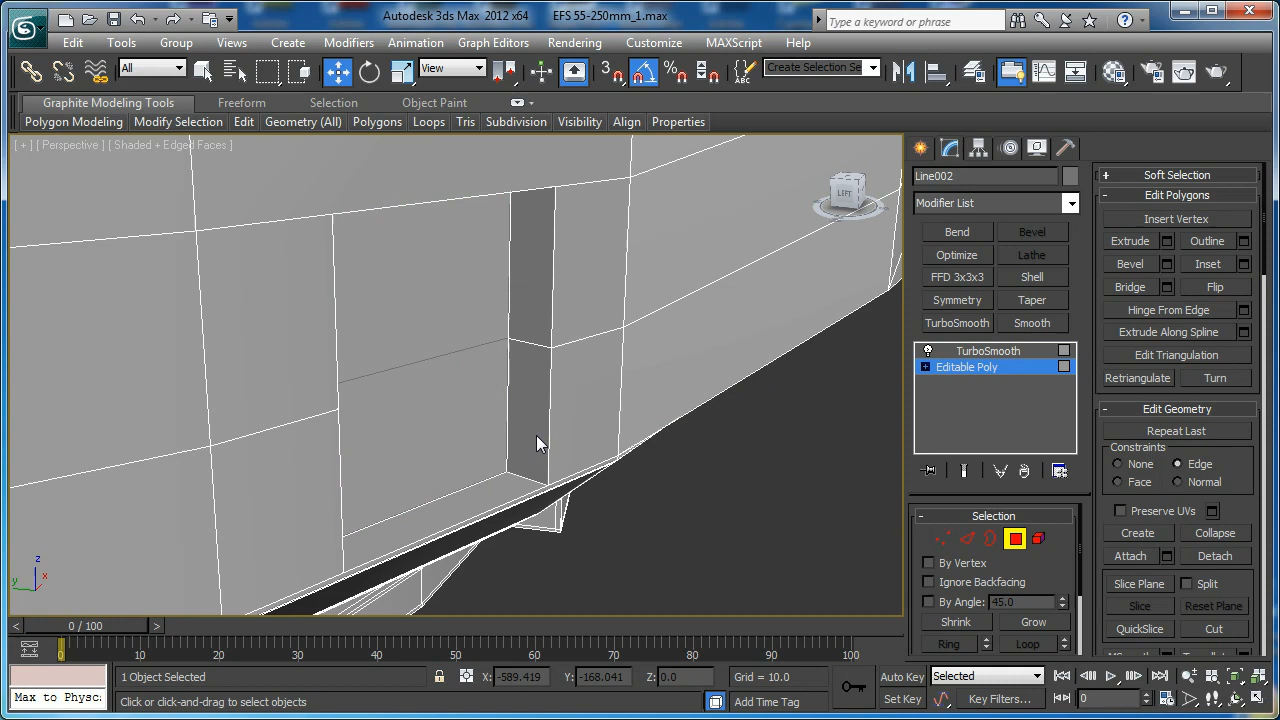 Autodesk 3ds Max 2012 x64 EFS 55-250mm_1.max
Type a keyword or phrase
Edit Tools Group Views Create Modifiers Animation Graph Editors Rendering Customize MAXScript Help
All View 3 Create Selection Se
Graphite Modeling Tools Freeform Selection Object Paint
Polygon Modeling Modify Selection Edit Geometry (All) Polygons Loops Tris Subdivision Visibility Align Properties
[ + ] [ Perspective ] [ Shaded + Edged Faces ]
LEFT
z
x
y
Line002
Modifier List
Bend Bevel
Optimize Lathe
FFD 3x3x3 Shell
Symmetry Taper
TurboSmooth Smooth
TurboSmooth
Editable Poly
- Selection
By Vertex
Ignore Backfacing
By Angle: 45.0
Shrink Grow
Ring Loop
+ Soft Selection
- Edit Polygons
Insert Vertex
Extrude Outline
Bevel Inset
Bridge Flip
Hinge From Edge
Extrude Along Spline
Edit Triangulation
Retriangulate Turn
- Edit Geometry
Repeat Last
Constraints
None Edge
Face Normal
Preserve UVs
Create Collapse
Attach Detach
Slice Plane Split
Slice Reset Plane
QuickSlice Cut
< 0 / 100 >
0 10 20 30 40 50 60 70 80 90 100
Max to Physc
1 Object Selected X: -589.419 Y: -168.041 Z: 0.0 Grid = 10.0
Click or click-and-drag to select objects Add Time Tag
Auto Key Selected
Set Key Key Filters... 0